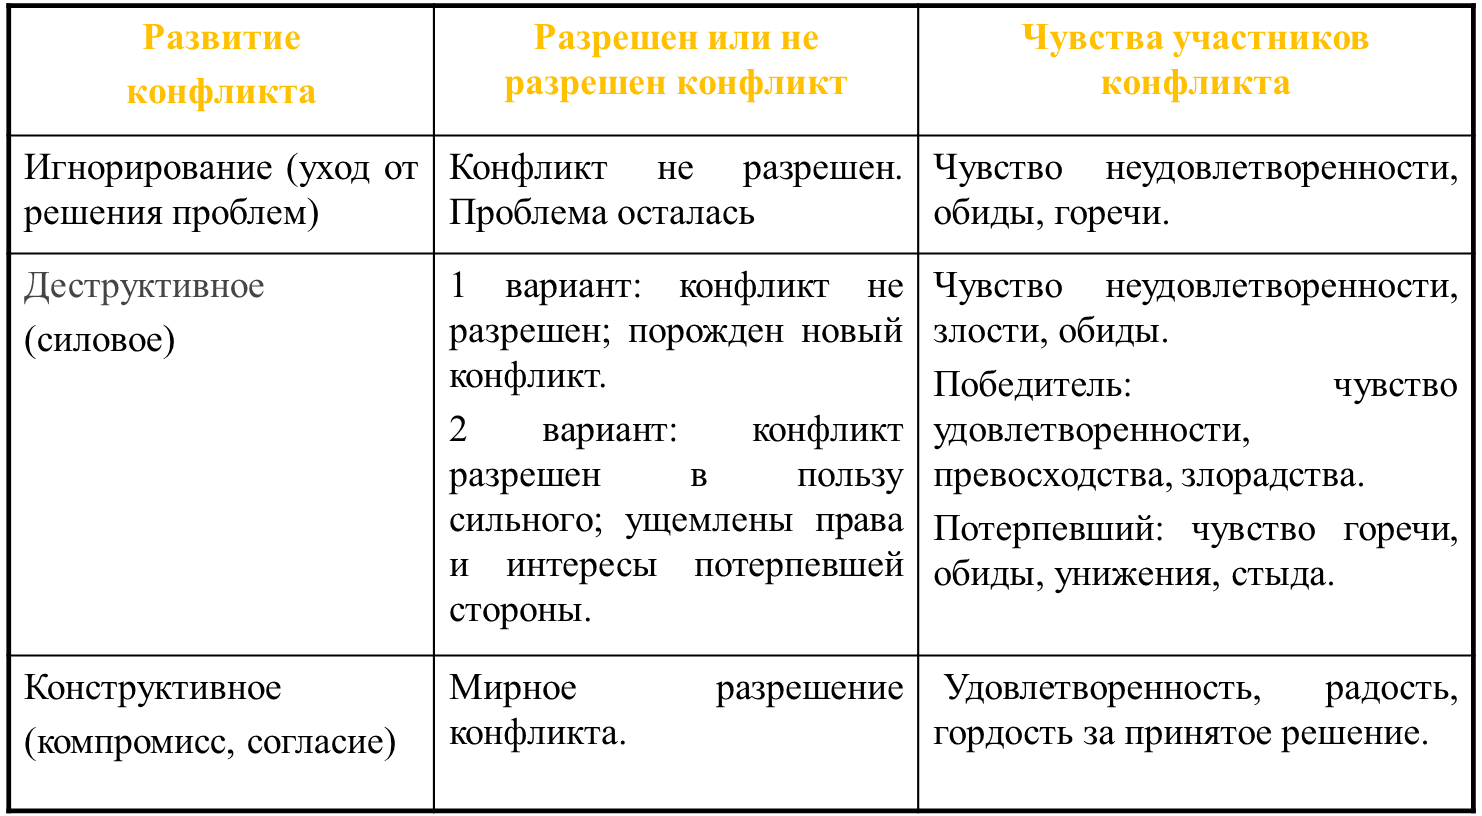 Развитие
конфликта
Разрешен или не
разрешен конфликт
Чувства участников
конфликта
Игнорирование (уход от
решения проблем)
Конфликт не разрешен.
Проблема осталась
Чувство неудовлетворенности,
обиды, горечи.
Деструктивное
(силовое)
1 вариант: конфликт не
разрешен; порожден новый
конфликт.
2 вариант: конфликт
разрешен в пользу
сильного; ущемлены права
и интересы потерпевшей
стороны.
Чувство неудовлетворенности,
злости, обиды.
Победитель: чувство
удовлетворенности,
превосходства, злорадства.
Потерпевший: чувство горечи,
обиды, унижения, стыда.
Конструктивное
(компромисс, согласие)
Мирное разрешение
конфликта.
Удовлетворенность, радость,
гордость за принятое решение.